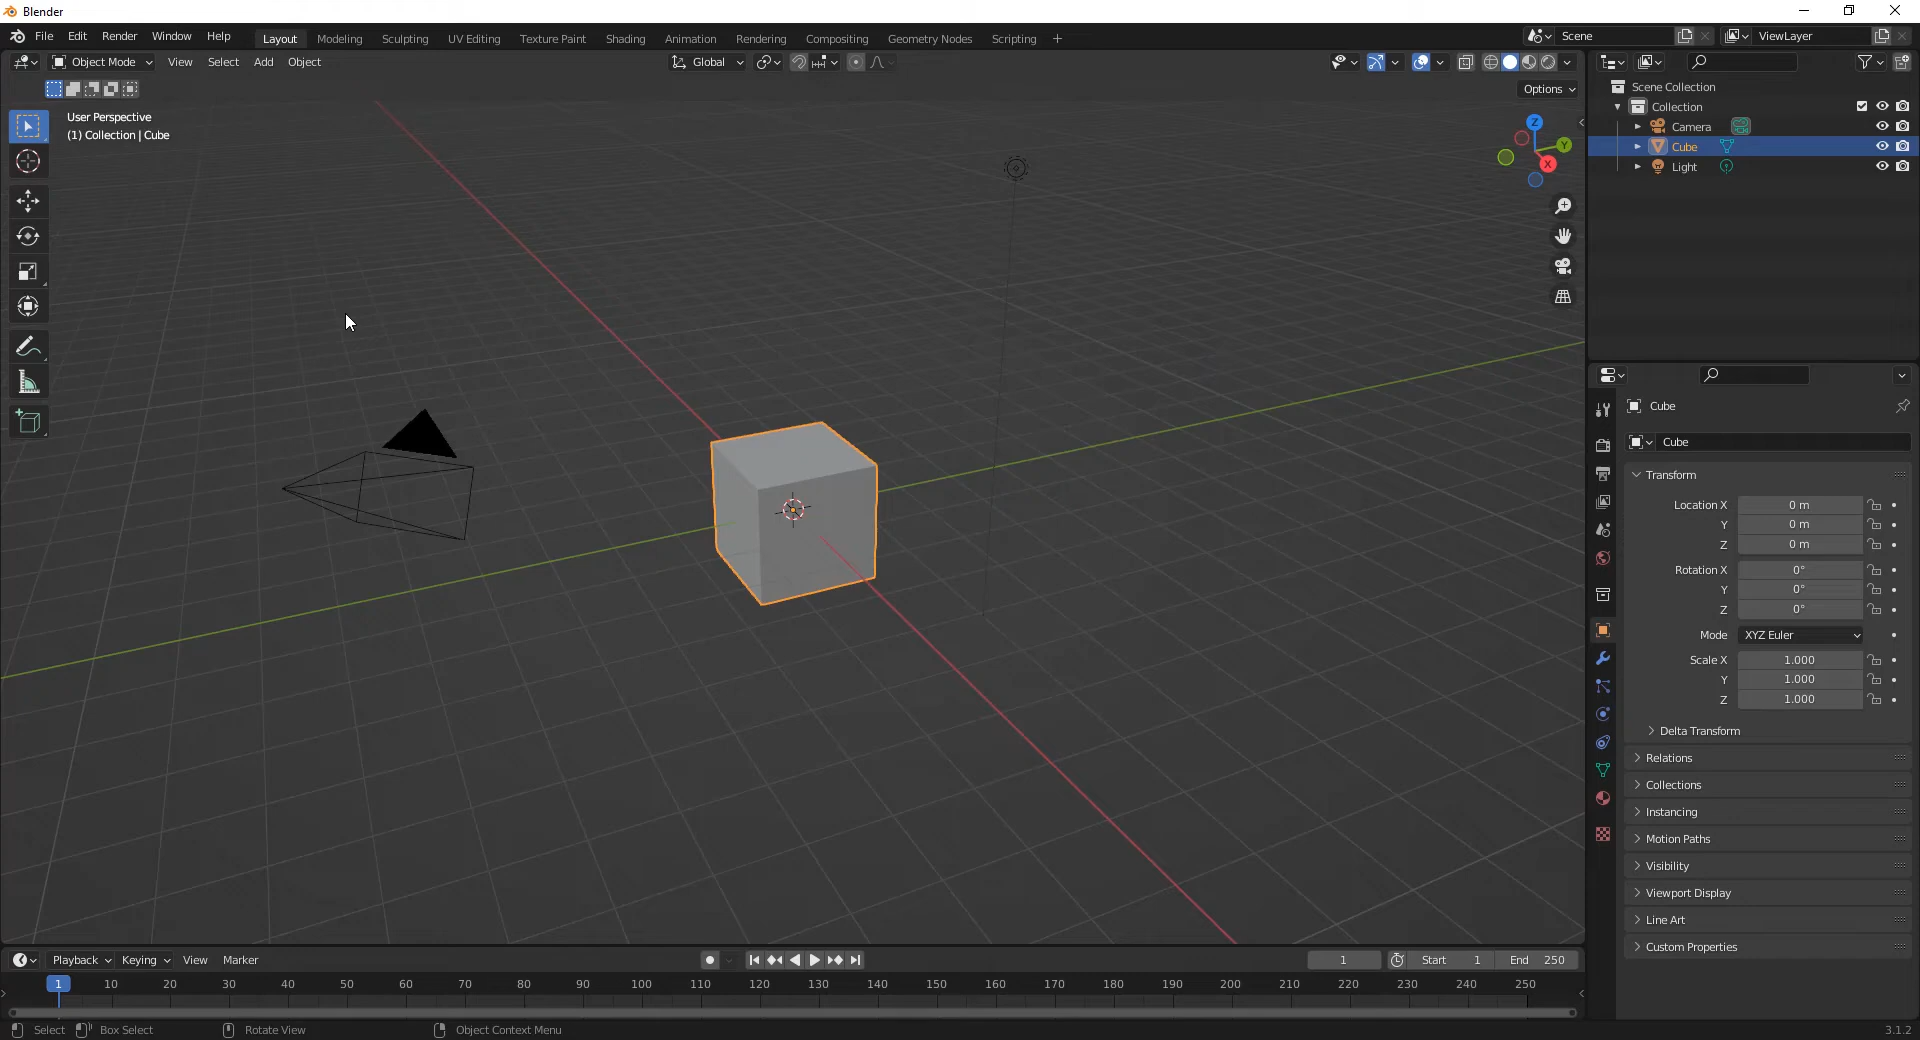 Blender
File Edit Render Window Help Layout Modeling Sculpting UV Editing Texture Paint Shading Animation Rendering Compositing Geometry Nodes Scripting + Scene ViewLayer
Object Mode View Select Add Object Global
Options
User Perspective
(1) Collection | Cube
Z
Y
X
Scene Collection
Collection
Camera
Cube
Light
Cube
Cube
Transform
Location X 0 m
Y 0 m
Z 0 m
Rotation X 0°
Y 0°
Z 0°
Mode XYZ Euler
Scale X 1.000
Y 1.000
Z 1.000
Delta Transform
Relations
Collections
Instancing
Motion Paths
Visibility
Viewport Display
Line Art
Custom Properties
Playback Keying View Marker 1 Start 1 End 250
1 10 20 30 40 50 60 70 80 90 100 110 120 130 140 150 160 170 180 190 200 210 220 230 240 250
Select Box Select Rotate View Object Context Menu 3.1.2